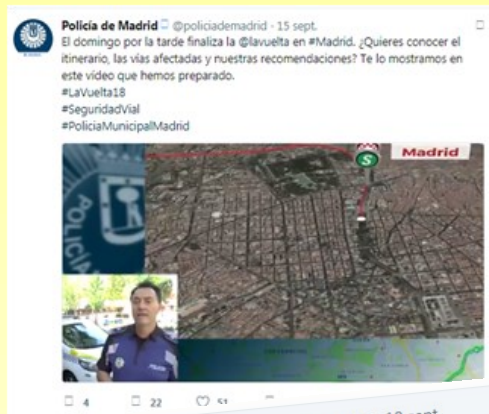 Policía de Madrid @policiademadrid · 15 sept.
El domingo por la tarde finaliza la @lavuelta en #Madrid. ¿Quieres conocer el
itinerario, las vías afectadas y nuestras recomendaciones? Te lo mostramos en
este vídeo que hemos preparado.
#LaVuelta18
#SeguridadVial
#PolicíaMunicipalMadrid
S
Madrid
POLICÍA
4 22 51
sept.